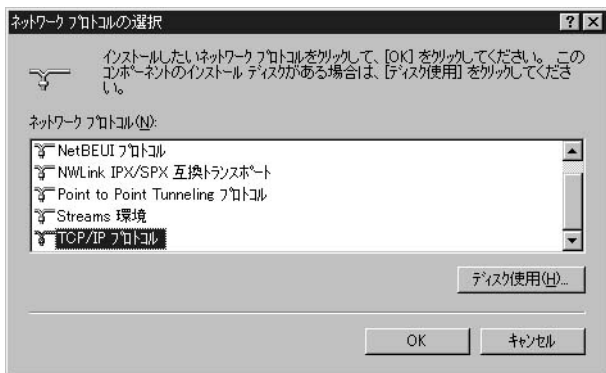 ネットワーク プロトコルの選択
インストールしたいネットワーク プロトコルをクリックして、[OK] をクリックしてください。 この
コンポーネントのインストール ディスクがある場合は、[ディスク使用] をクリックしてくださ
い。
ネットワーク プロトコル(N):
NetBEUI プロトコル
NWLink IPX/SPX 互換トランスポート
Point to Point Tunneling プロトコル
Streams 環境
TCP/IP プロトコル
ディスク使用(H)...
OK
キャンセル